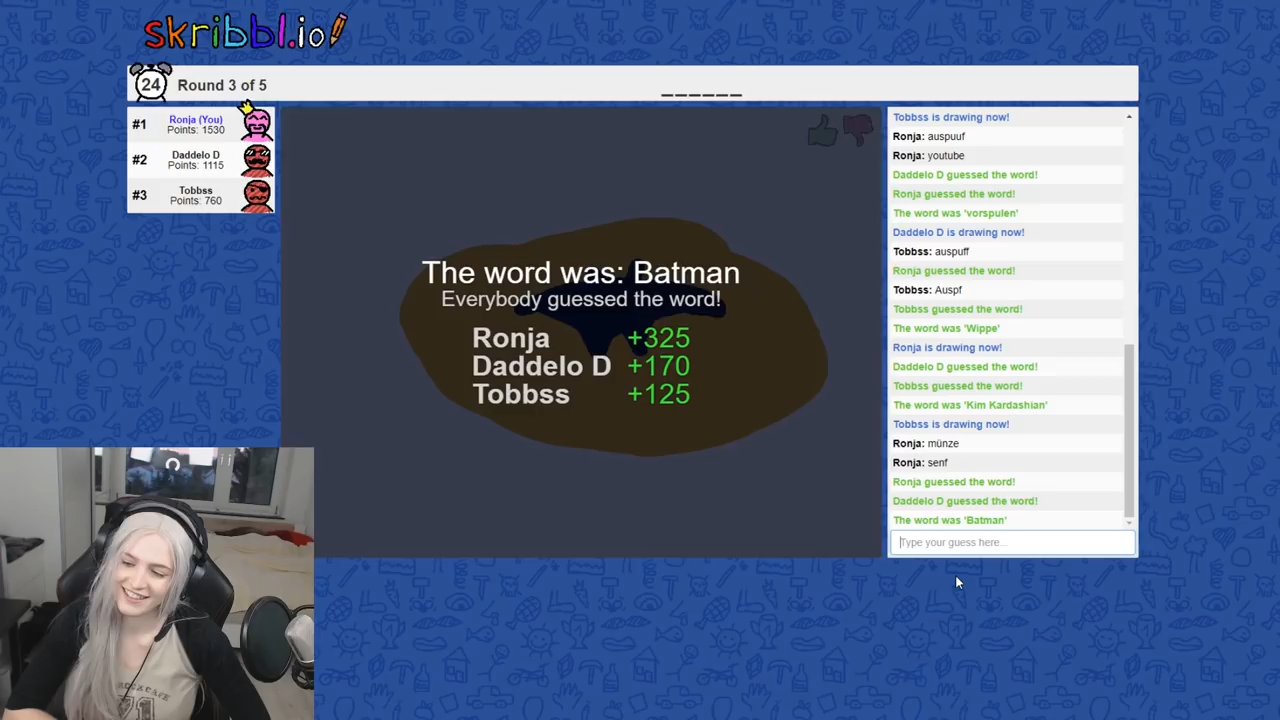 skribbl.io
24
Round 3 of 5
______
#1
Ronja (You)
Points: 1530
#2
Daddelo D
Points: 1115
#3
Tobbss
Points: 760
The word was: Batman
Everybody guessed the word!
Ronja +325
Daddelo D +170
Tobbss +125
Tobbss is drawing now!
Ronja: auspuuf
Ronja: youtube
Daddelo D guessed the word!
Ronja guessed the word!
The word was 'vorspulen'
Daddelo D is drawing now!
Tobbss: auspuff
Ronja guessed the word!
Tobbss: Auspf
Tobbss guessed the word!
The word was 'Wippe'
Ronja is drawing now!
Daddelo D guessed the word!
Tobbss guessed the word!
The word was 'Kim Kardashian'
Tobbss is drawing now!
Ronja: münze
Ronja: senf
Ronja guessed the word!
Daddelo D guessed the word!
The word was 'Batman'
Type your guess here...
ROCKCAFE